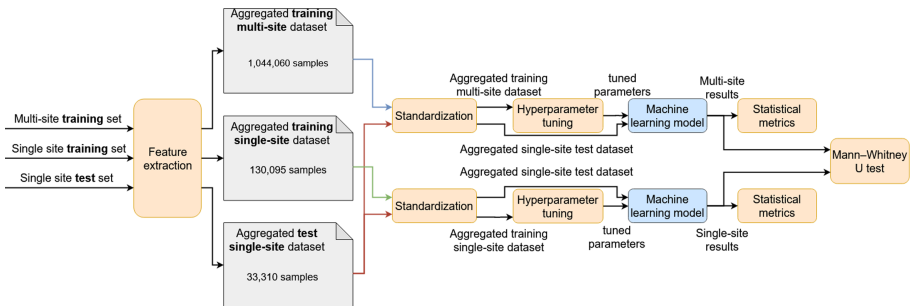 Multi-site training set
Single site training set
Single site test set
Feature
extraction
Aggregated training
multi-site dataset
1,044,060 samples
Aggregated training
single-site dataset
130,095 samples
Aggregated test
single-site dataset
33,310 samples
Standardization
Aggregated training
multi-site dataset
Hyperparameter
tuning
tuned
parameters
Machine
learning model
Multi-site
results
Statistical
metrics
Aggregated single-site test dataset
Aggregated single-site test dataset
Standardization
Hyperparameter
tuning
Aggregated training
single-site dataset
tuned
parameters
Machine
learning model
Single-site
results
Statistical
metrics
Mann–Whitney
U test